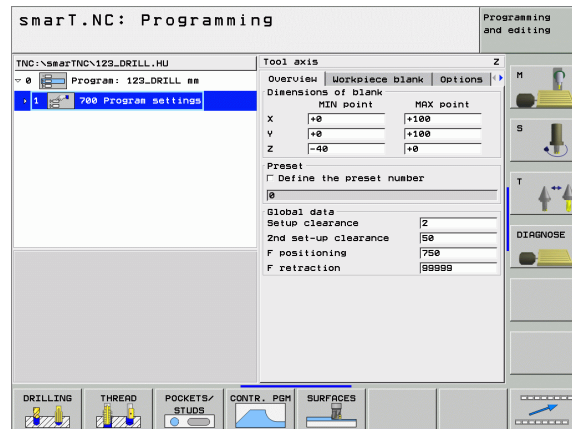 smarT.NC: Programming
Programming and editing
TNC:\smarTNC\123_DRILL.HU
0 Program: 123_DRILL mm
1 700 Program settings
Tool axis Z
Overview Workpiece blank Options
Dimensions of blank
MIN point MAX point
X +0 +100
Y +0 +100
Z -40 +0
Preset
Define the preset number
0
Global data
Setup clearance 2
2nd set-up clearance 50
F positioning 750
F retraction 99999
M
S
T
DIAGNOSE
DRILLING
THREAD
POCKETS/ STUDS
CONTR. PGM
SURFACES